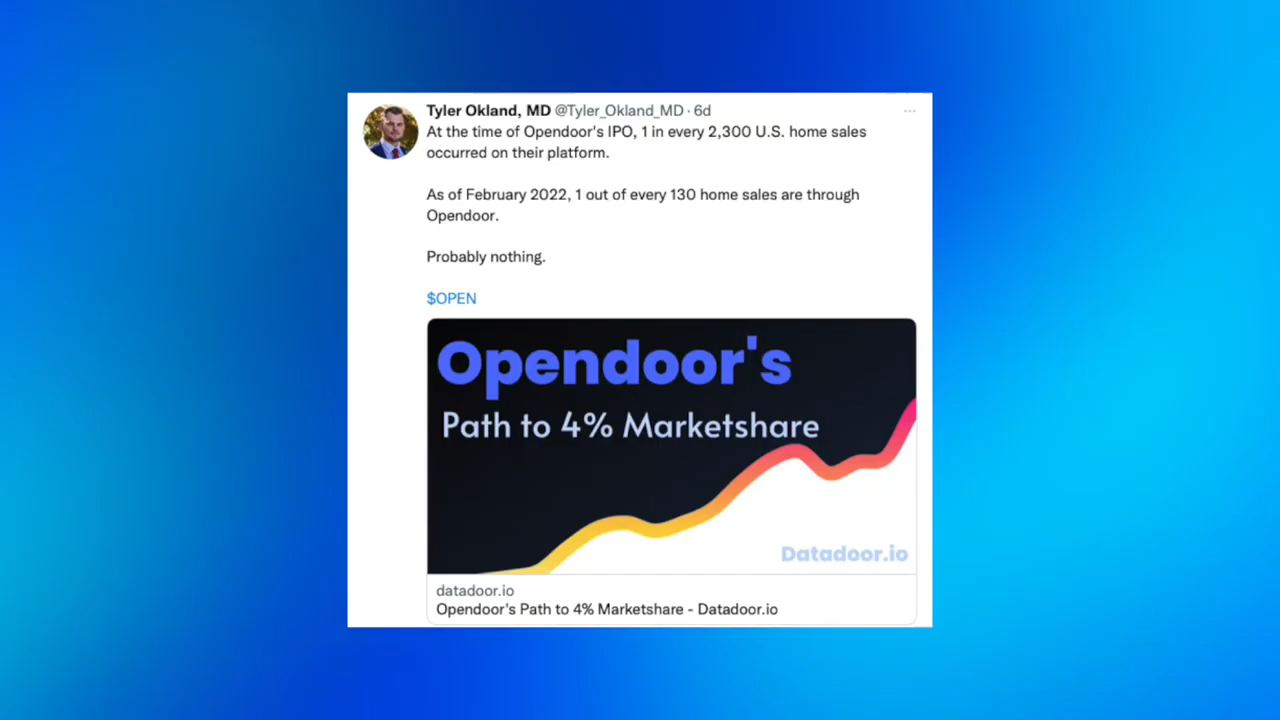 Tyler Okland, MD @Tyler_Okland_MD · 6d
At the time of Opendoor's IPO, 1 in every 2,300 U.S. home sales
occurred on their platform.
As of February 2022, 1 out of every 130 home sales are through
Opendoor.
Probably nothing.
$OPEN
Opendoor's
Path to 4% Marketshare
Datadoor.io
datadoor.io
Opendoor's Path to 4% Marketshare - Datadoor.io